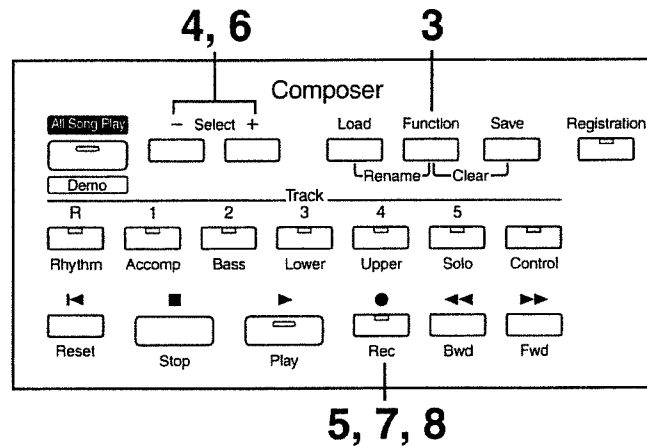 4, 6 3
Composer
All Song Play − Select + Load Function Save Registration
Demo Rename Clear
Track
R 1 2 3 4 5
Rhythm Accomp Bass Lower Upper Solo Control
Reset Stop Play Rec Bwd Fwd
5, 7, 8